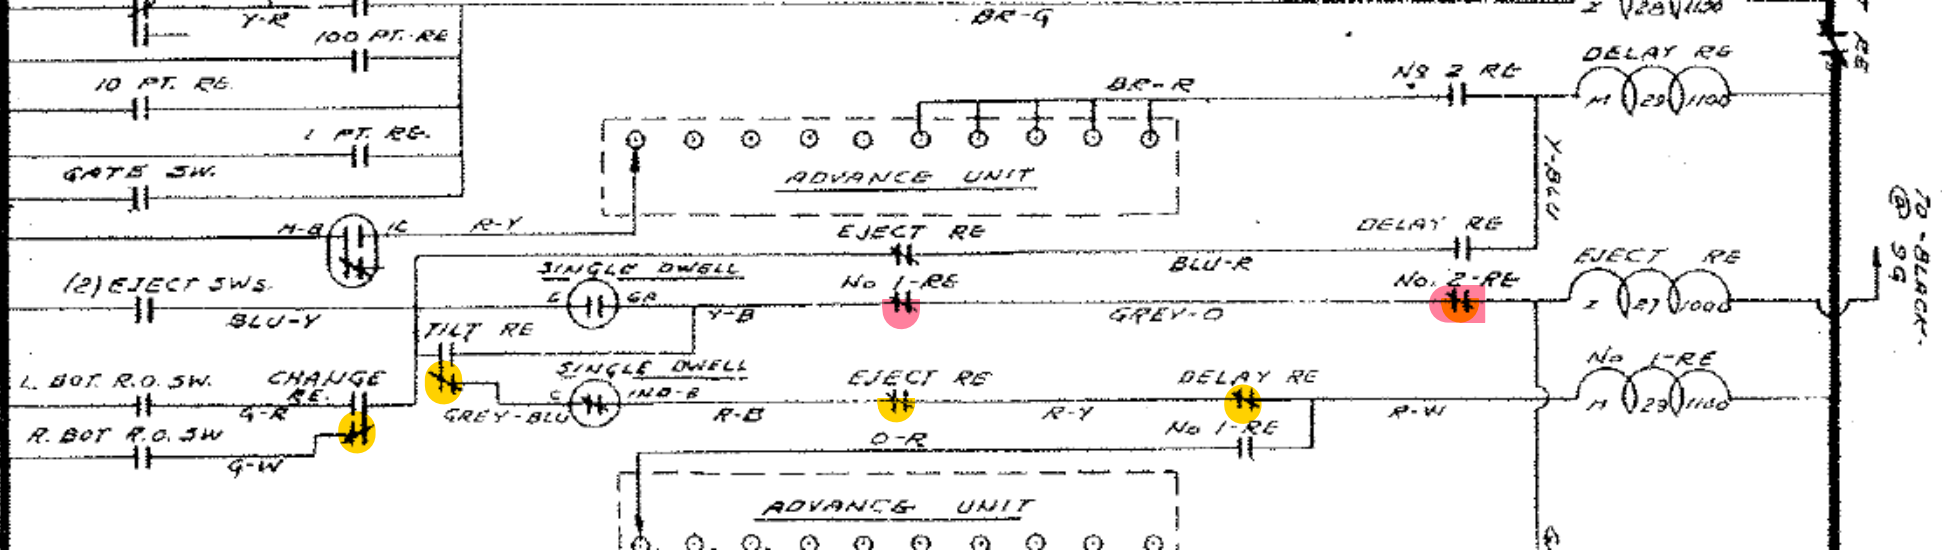 Y-R
BR-G
100 PT. RE
DELAY RE
RE
No 2 RE
BR-R
10 PT. RE.
M 29 1100
1 PT. RE.
GATE SW.
ADVANCE UNIT
Y-BLU
TO-BLACK-
@ 9G
M-B
1C
R-Y
EJECT RE
DELAY RE
BLU-R
EJECT RE
(2) EJECT SWS.
SINGLE DWELL
No 1-RE
No. 2-RE
BLU-Y
Y-B
GREY-O
Z 27 1000
TILT RE
No 1-RE
L. BOT R.O. SW.
CHANGE
RE.
SINGLE DWELL
EJECT RE
DELAY RE
C
IND-B
G-R
GREY-BLU
R-B
R-Y
R-W
M 29 1100
R. BOT R.O. SW
G-W
O-R
No 1-RE
ADVANCE UNIT